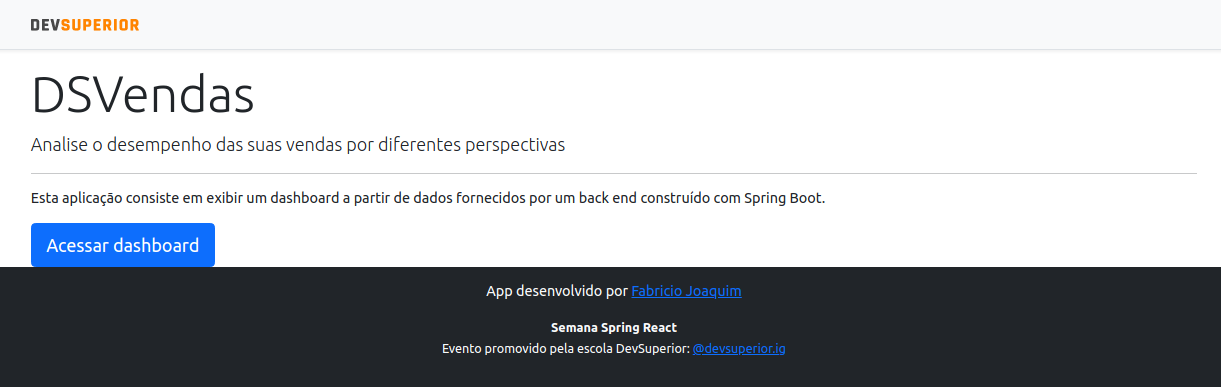 DEVSUPERIOR
DSVendas
Analise o desempenho das suas vendas por diferentes perspectivas
Esta aplicação consiste em exibir um dashboard a partir de dados fornecidos por um back end construído com Spring Boot.
Acessar dashboard
App desenvolvido por Fabricio Joaquim
Semana Spring React
Evento promovido pela escola DevSuperior: @devsuperior.ig